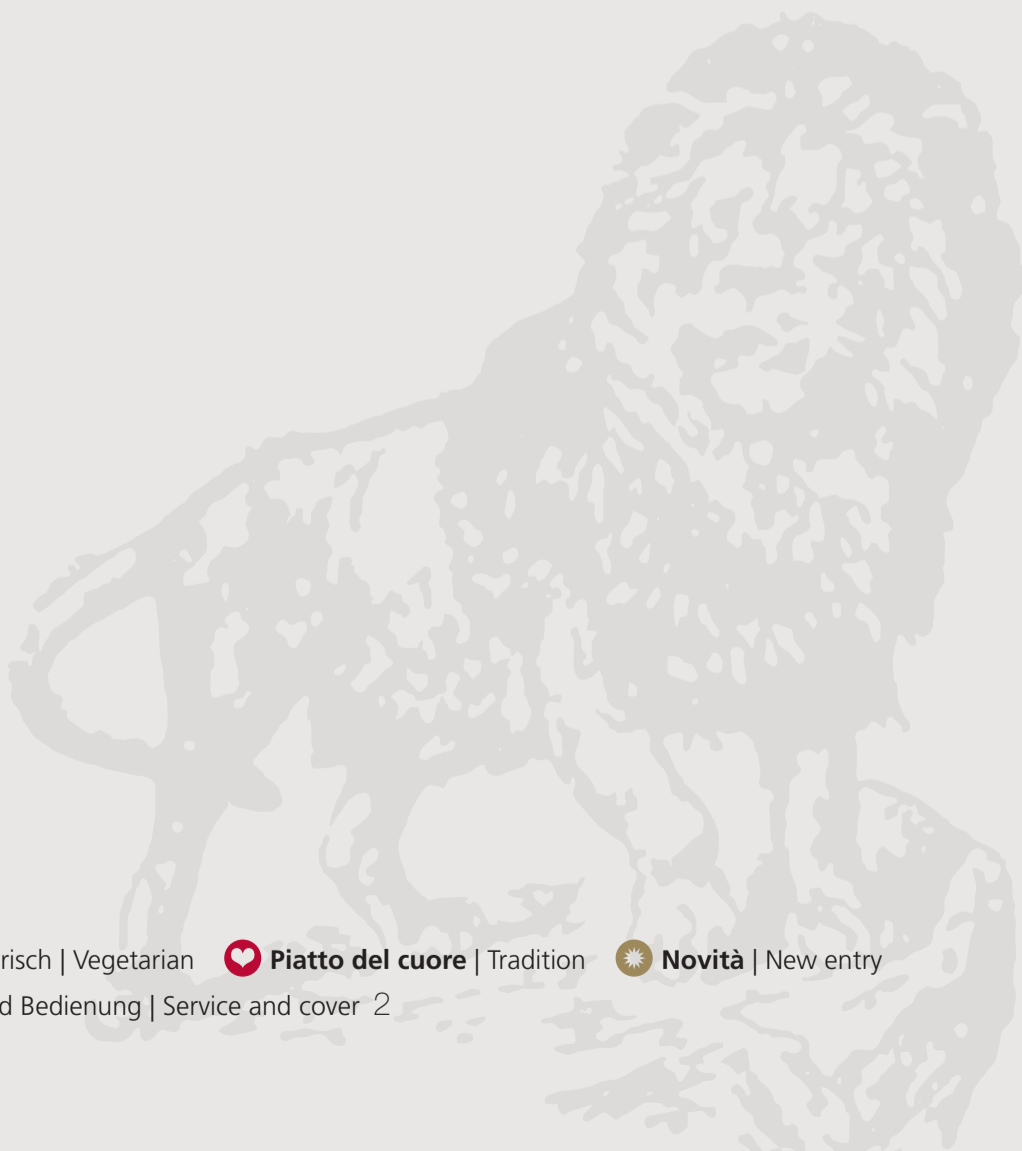 risch | Vegetarian Piatto del cuore | Tradition Novità | New entry
d Bedienung | Service and cover 2